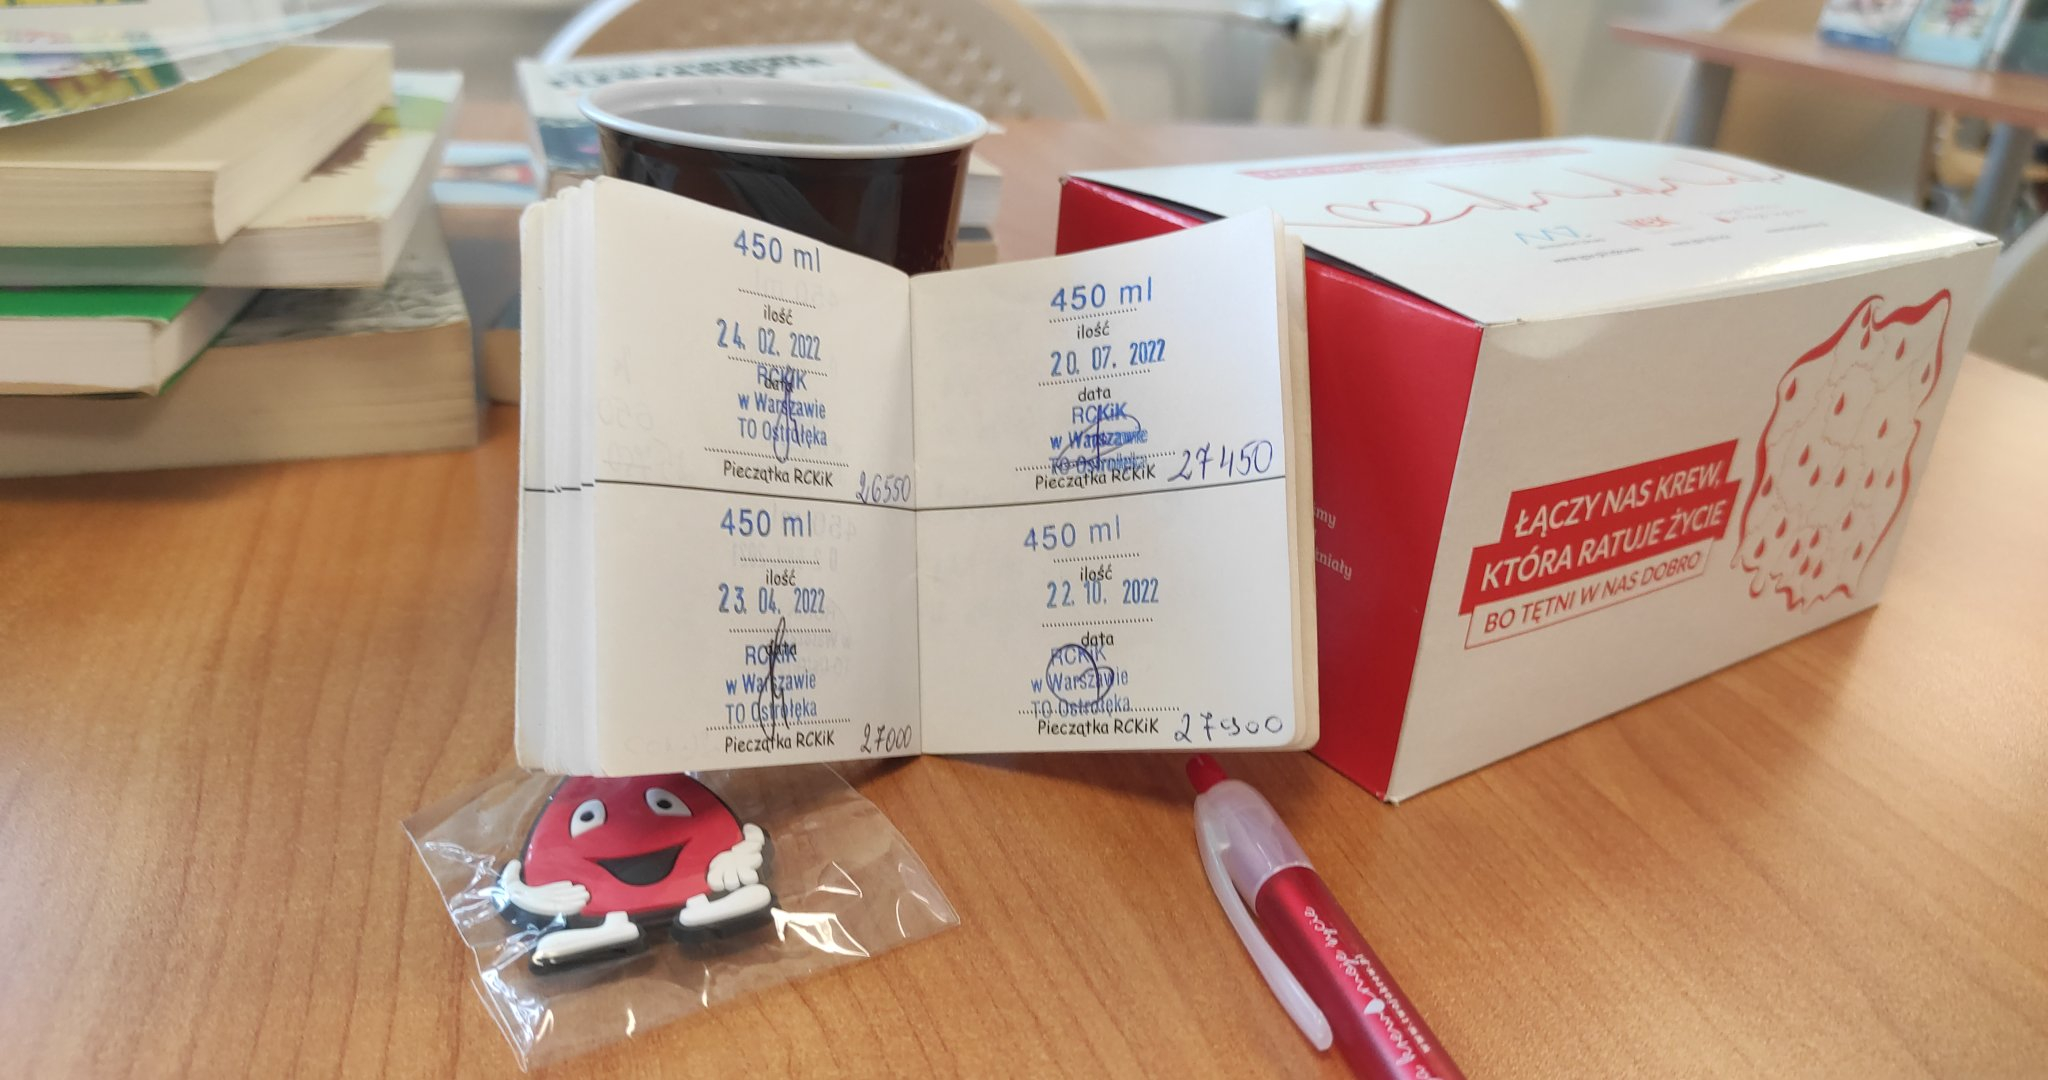 450 ml
ilość
24. 02. 2022
data
RCKiK
w Warszawie
TO Ostrołęka
Pieczątka RCKiK
26550
450 ml
ilość
23. 04. 2022
data
RCKiK
w Warszawie
TO Ostrołęka
Pieczątka RCKiK
27000
450 ml
ilość
20. 07. 2022
data
RCKiK
w Warszawie
TO Ostrołęka
Pieczątka RCKiK
27450
450 ml
ilość
22. 10. 2022
data
RCKiK
w Warszawie
TO Ostrołęka
Pieczątka RCKiK
27900
ŁĄCZY NAS KREW,
KTÓRA RATUJE ŻYCIE
BO TĘTNI W NAS DOBRO
krew moje życie